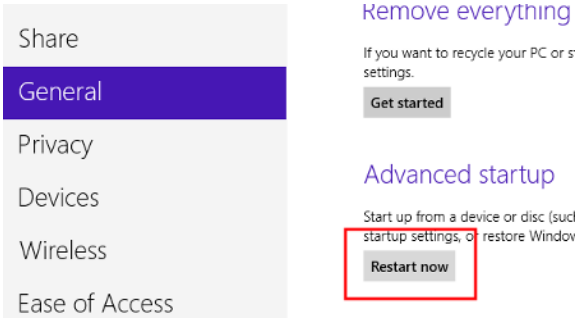 Share
General
Privacy
Devices
Wireless
Ease of Access
Remove everything
If you want to recycle your PC or
settings.
Get started
Advanced startup
Start up from a device or disc
startup settings, or restore
Restart now